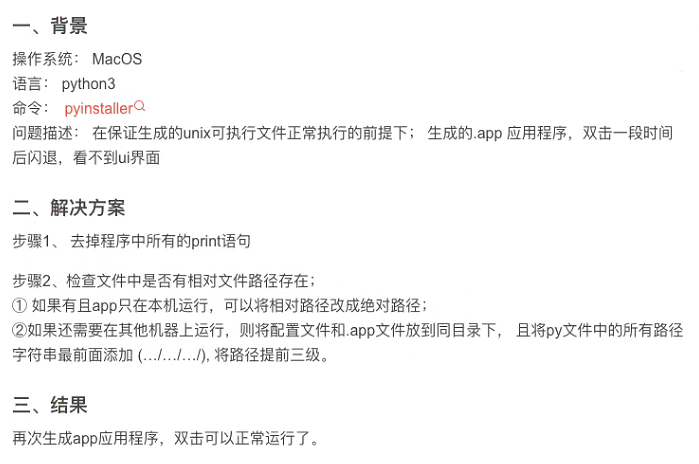 一、背景
操作系统： MacOS
语言： python3
命令： pyinstaller
问题描述： 在保证生成的unix可执行文件正常执行的前提下； 生成的.app 应用程序，双击一段时间
后闪退，看不到ui界面
二、解决方案
步骤1、 去掉程序中所有的print语句
步骤2、检查文件中是否有相对文件路径存在；
① 如果有且app只在本机运行，可以将相对路径改成绝对路径；
②如果还需要在其他机器上运行，则将配置文件和.app文件放到同目录下， 且将py文件中的所有路径
字符串最前面添加 (…/…/…/), 将路径提前三级。
三、结果
再次生成app应用程序，双击可以正常运行了。